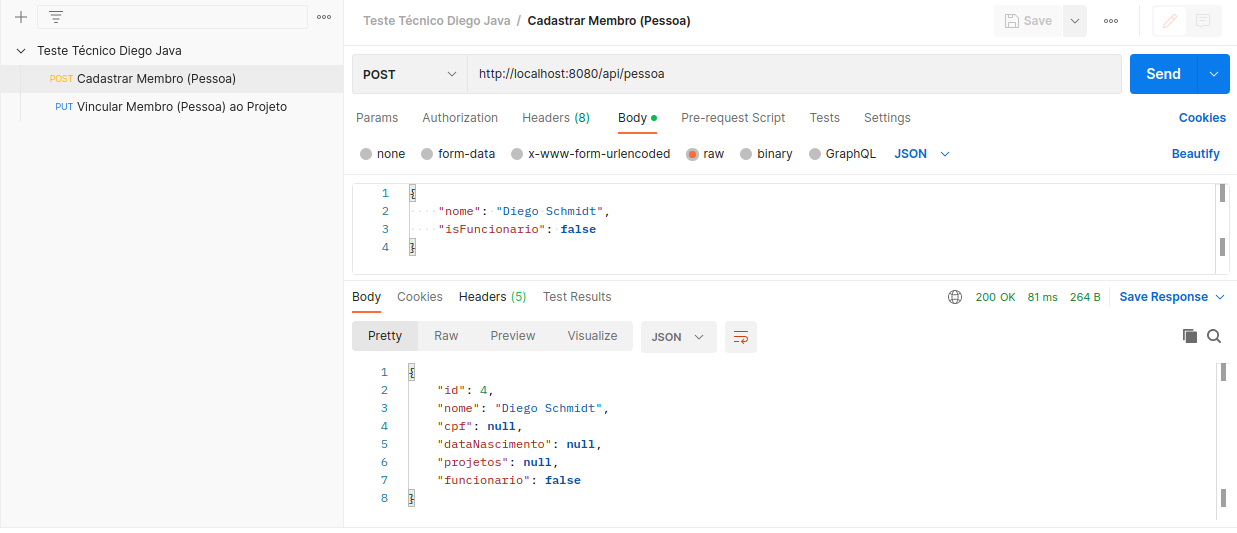 Teste Técnico Diego Java / Cadastrar Membro (Pessoa)
Save
Teste Técnico Diego Java
POST Cadastrar Membro (Pessoa)
PUT Vincular Membro (Pessoa) ao Projeto
POST
http://localhost:8080/api/pessoa
Send
Params Authorization Headers (8) Body Pre-request Script Tests Settings Cookies
none form-data x-www-form-urlencoded raw binary GraphQL JSON Beautify
1 {
2 "nome": "Diego Schmidt",
3 "isFuncionario": false
4 }
Body Cookies Headers (5) Test Results 200 OK 81 ms 264 B Save Response
Pretty Raw Preview Visualize JSON
1 {
2 "id": 4,
3 "nome": "Diego Schmidt",
4 "cpf": null,
5 "dataNascimento": null,
6 "projetos": null,
7 "funcionario": false
8 }